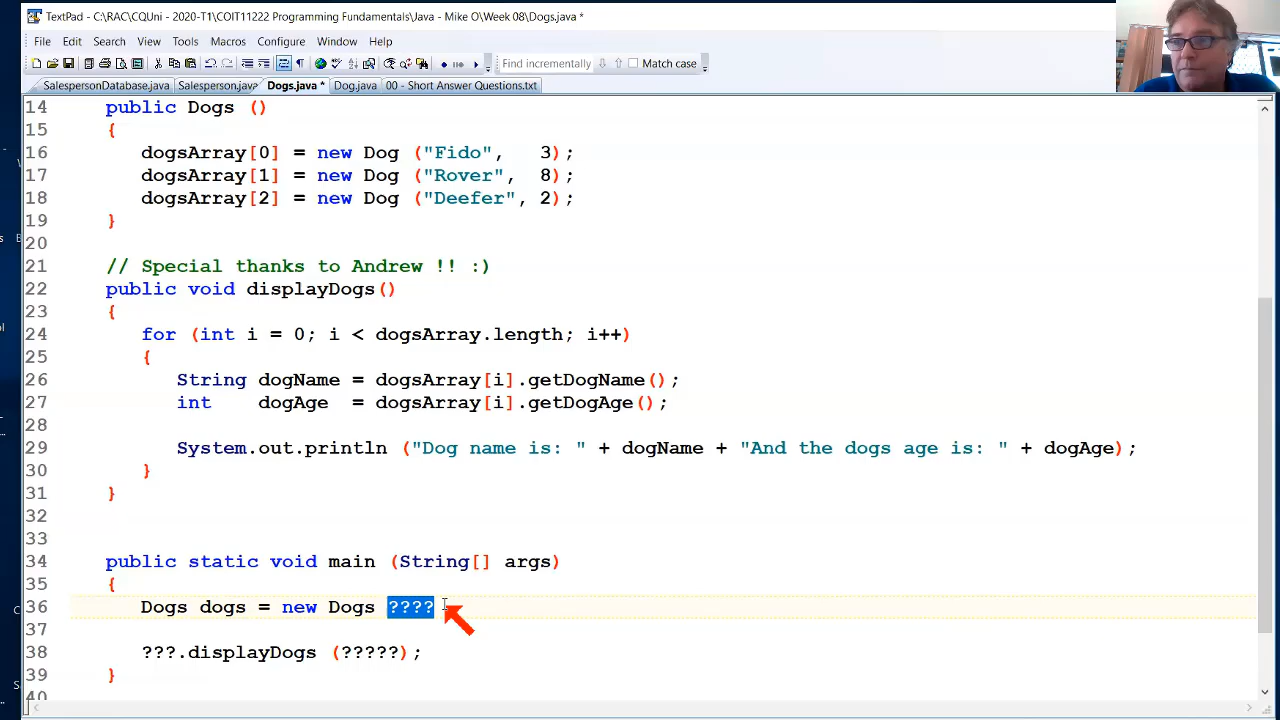 TextPad - C:\RAC\CQUni - 2020-T1\COIT11222 Programming Fundamentals\Java - Mike O\Week 08\Dogs.java *
File Edit Search View Tools Macros Configure Window Help
Find incrementally Match case
SalespersonDatabase.java Salesperson.java Dogs.java * Dog.java 00 - Short Answer Questions.txt
14 public Dogs ()
15 {
16 dogsArray[0] = new Dog ("Fido", 3);
17 dogsArray[1] = new Dog ("Rover", 8);
18 dogsArray[2] = new Dog ("Deefer", 2);
19 }
20
21 // Special thanks to Andrew !! :)
22 public void displayDogs()
23 {
24 for (int i = 0; i < dogsArray.length; i++)
25 {
26 String dogName = dogsArray[i].getDogName();
27 int dogAge = dogsArray[i].getDogAge();
28
29 System.out.println ("Dog name is: " + dogName + "And the dogs age is: " + dogAge);
30 }
31 }
32
33
34 public static void main (String[] args)
35 {
36 Dogs dogs = new Dogs ????
37
38 ???.displayDogs (?????);
39 }
40